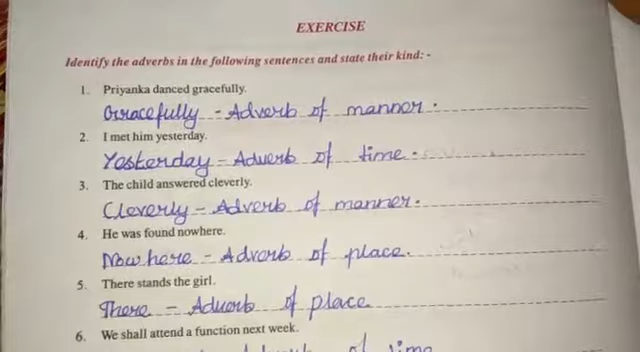 EXERCISE
Identify the adverbs in the following sentences and state their kind: -
1. Priyanka danced gracefully.
Gracefully - Adverb of manner.
2. I met him yesterday.
Yesterday - Adverb of time.
3. The child answered cleverly.
Cleverly - Adverb of manner.
4. He was found nowhere.
Nowhere - Adverb of place.
5. There stands the girl.
There - Adverb of place
6. We shall attend a function next week.
of time